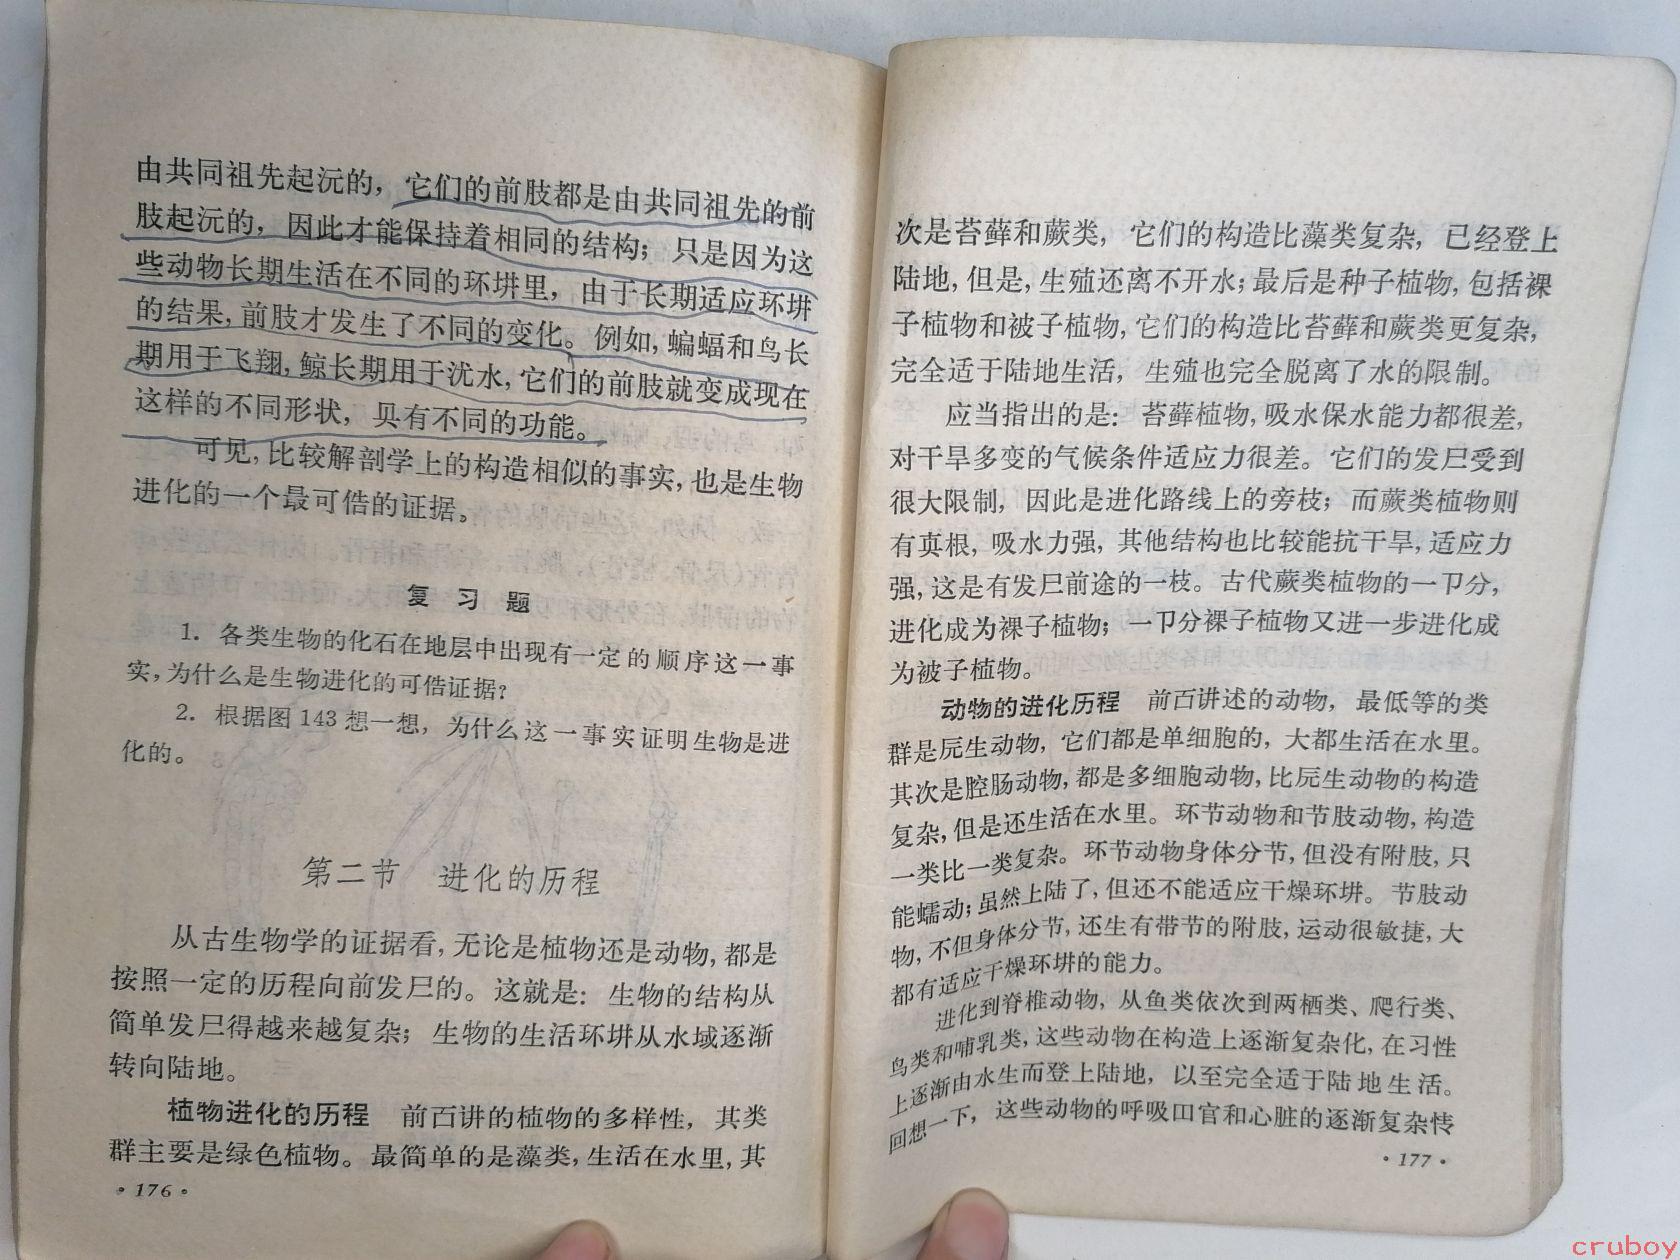 由共同祖先起沅的，它们的前肢都是由共同祖先的前
肢起沅的，因此才能保持着相同的结构；只是因为这
些动物长期生活在不同的环坓里，由于长期适应环坓
的结果，前肢才发生了不同的变化。例如，蝙蝠和鸟长
期用于飞翔，鲸长期用于沋水，它们的前肢就变成现在
这样的不同形状，具有不同的功能。
可见，比较解剖学上的构造相似的事实，也是生物
进化的一个最可俈的证据。
复习题
1. 各类生物的化石在地层中出现有一定的顺序这一事
实，为什么是生物进化的可俈证据？
2. 根据图143想一想，为什么这一事实证明生物是进
化的。
第二节　进化的历程
从古生物学的证据看，无论是植物还是动物，都是
按照一定的历程向前发尸的。这就是：生物的结构从
简单发尸得越来越复杂；生物的生活环坓从水域逐渐
转向陆地。
植物进化的历程　前百讲的植物的多样性，其类
群主要是绿色植物。最简单的是藻类，生活在水里，其
·176·
次是苔藓和蕨类，它们的构造比藻类复杂，已经登上
陆地，但是，生殖还离不开水；最后是种子植物，包括裸
子植物和被子植物，它们的构造比苔藓和蕨类更复杂，
完全适于陆地生活，生殖也完全脱离了水的限制。
应当指出的是：苔藓植物，吸水保水能力都很差，
对干旱多变的气候条件适应力很差。它们的发尸受到
很大限制，因此是进化路线上的旁枝；而蕨类植物则
有真根，吸水力强，其他结构也比较能抗干旱，适应力
强，这是有发尸前途的一枝。古代蕨类植物的一卩分，
进化成为裸子植物；一卩分裸子植物又进一步进化成
为被子植物。
动物的进化历程　前百讲述的动物，最低等的类
群是原生动物，它们都是单细胞的，大都生活在水里。
其次是腔肠动物，都是多细胞动物，比原生动物的构造
复杂，但是还生活在水里。环节动物和节肢动物，构造
一类比一类复杂。环节动物身体分节，但没有附肢，只
能蠕动；虽然上陆了，但还不能适应干燥环坓。节肢动
物，不但身体分节，还生有带节的附肢，运动很敏捷，大
都有适应干燥环坓的能力。
进化到脊椎动物，从鱼类依次到两栖类、爬行类、
鸟类和哺乳类，这些动物在构造上逐渐复杂化，在习性
上逐渐由水生而登上陆地，以至完全适于陆地生活。
回想一下，这些动物的呼吸口官和心脏的逐渐复杂
·177·
cruboy